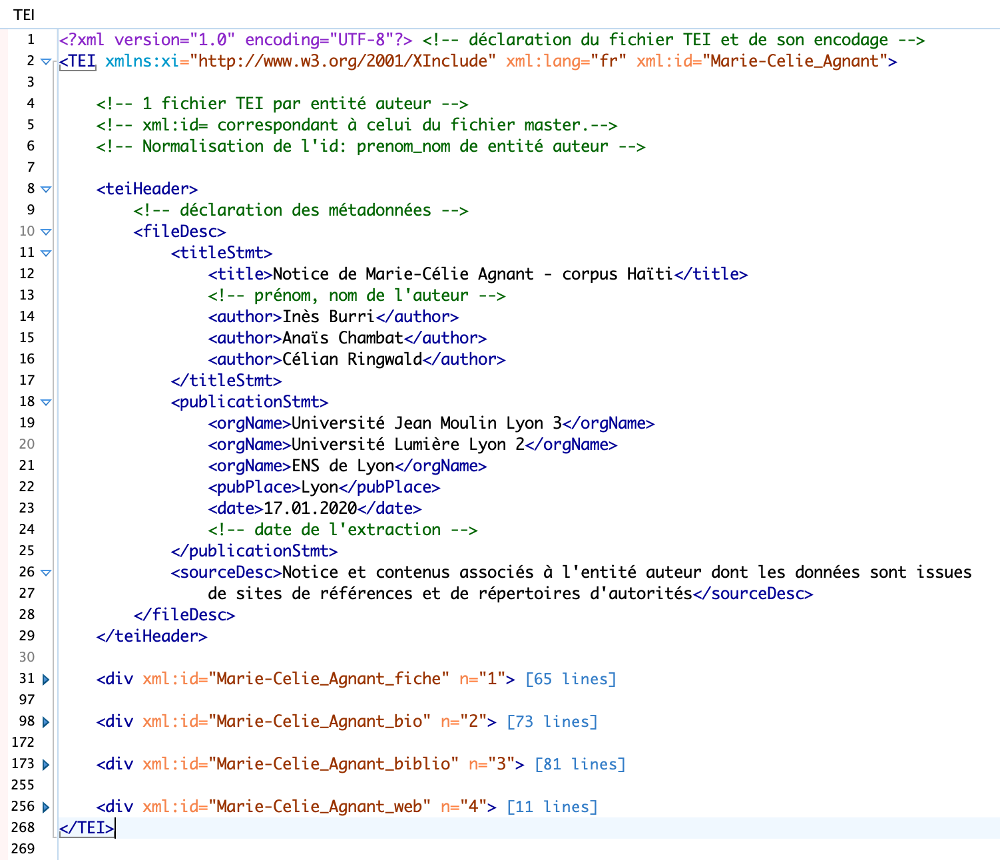 TEI
1 <?xml version="1.0" encoding="UTF-8"?> <!-- déclaration du fichier TEI et de son encodage -->
2 <TEI xmlns:xi="http://www.w3.org/2001/XInclude" xml:lang="fr" xml:id="Marie-Celie_Agnant">
3
4 <!-- 1 fichier TEI par entité auteur -->
5 <!-- xml:id= correspondant à celui du fichier master.-->
6 <!-- Normalisation de l'id: prenom_nom de entité auteur -->
7
8 <teiHeader>
9 <!-- déclaration des métadonnées -->
10 <fileDesc>
11 <titleStmt>
12 <title>Notice de Marie-Célie Agnant - corpus Haïti</title>
13 <!-- prénom, nom de l'auteur -->
14 <author>Inès Burri</author>
15 <author>Anaïs Chambat</author>
16 <author>Célian Ringwald</author>
17 </titleStmt>
18 <publicationStmt>
19 <orgName>Université Jean Moulin Lyon 3</orgName>
20 <orgName>Université Lumière Lyon 2</orgName>
21 <orgName>ENS de Lyon</orgName>
22 <pubPlace>Lyon</pubPlace>
23 <date>17.01.2020</date>
24 <!-- date de l'extraction -->
25 </publicationStmt>
26 <sourceDesc>Notice et contenus associés à l'entité auteur dont les données sont issues
27 de sites de références et de répertoires d'autorités</sourceDesc>
28 </fileDesc>
29 </teiHeader>
30
31 <div xml:id="Marie-Celie_Agnant_fiche" n="1"> [65 lines]
97
98 <div xml:id="Marie-Celie_Agnant_bio" n="2"> [73 lines]
172
173 <div xml:id="Marie-Celie_Agnant_biblio" n="3"> [81 lines]
255
256 <div xml:id="Marie-Celie_Agnant_web" n="4"> [11 lines]
268 </TEI>
269